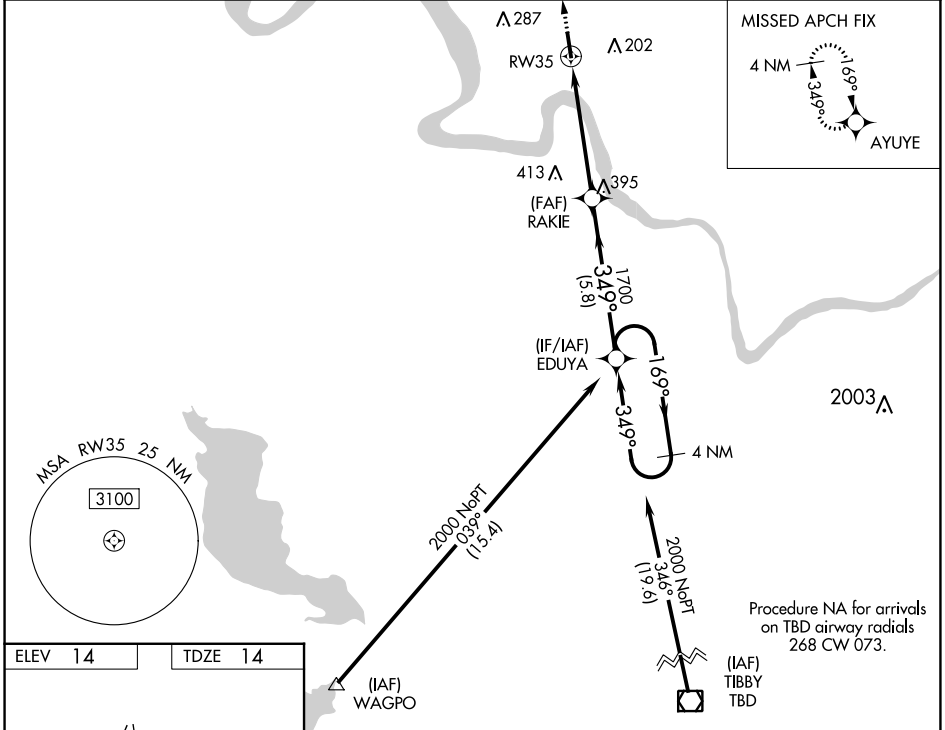 287
202
RW35
MISSED APCH FIX
4 NM
169°
349°
AYUYE
413
395
(FAF)
RAKIE
349°
1700
(5.8)
(IF/IAF)
EDUYA
169°
349°
4 NM
2003
MSA RW35 25 NM
3100
2000 NoPT
039°
(15.4)
2000 NoPT
346°
(19.6)
Procedure NA for arrivals
on TBD airway radials
268 CW 073.
ELEV 14
TDZE 14
(IAF)
WAGPO
(IAF)
TIBBY
TBD